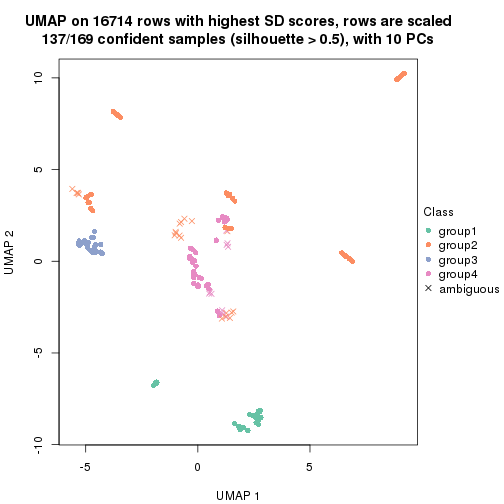 UMAP on 16714 rows with highest SD scores, rows are scaled
137/169 confident samples (silhouette > 0.5), with 10 PCs
10
5
0
-5
-10
UMAP 2
-5
0
5
UMAP 1
Class
group1
group2
group3
group4
ambiguous